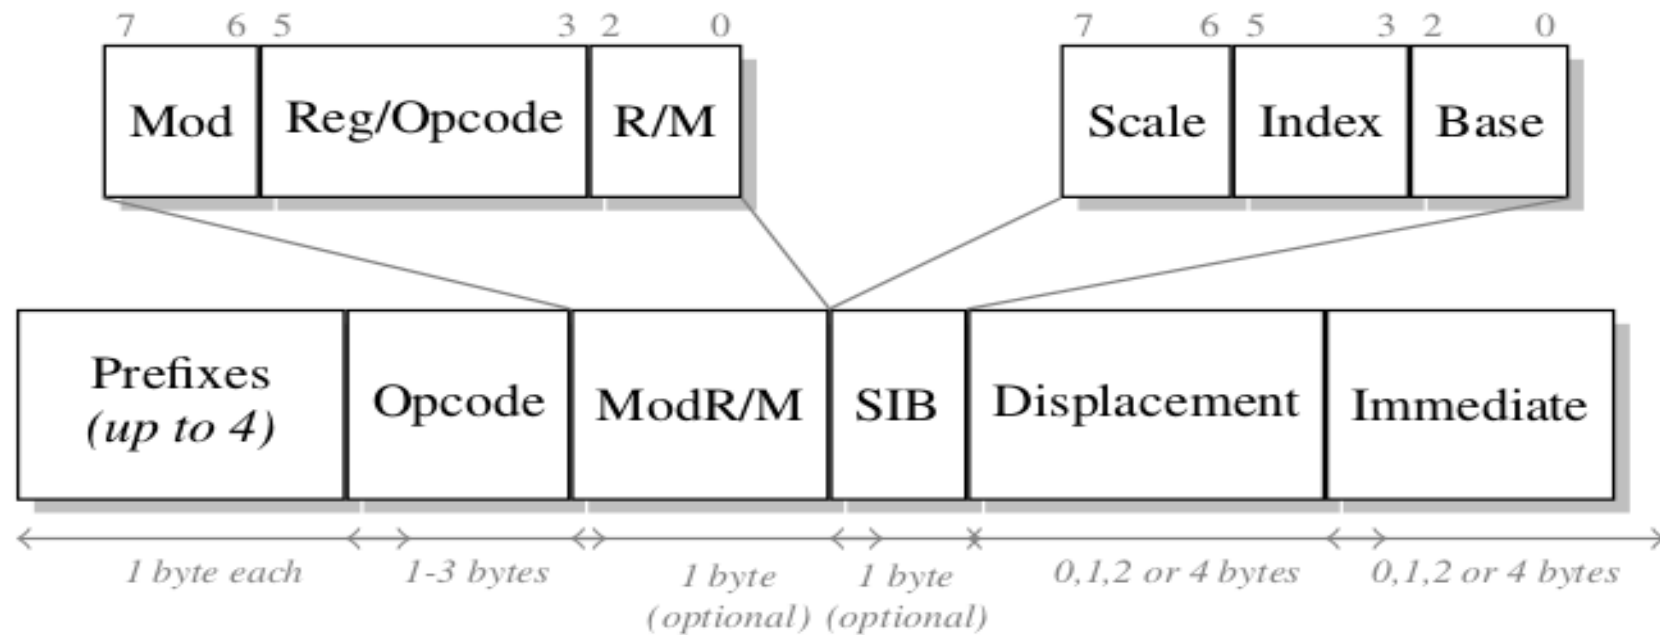 7 6 5 3 2 0 7 6 5 3 2 0
Mod Reg/Opcode R/M Scale Index Base
Prefixes
(up to 4) Opcode ModR/M SIB Displacement Immediate
1 byte each 1-3 bytes 1 byte 1 byte 0,1,2 or 4 bytes 0,1,2 or 4 bytes
(optional) (optional)